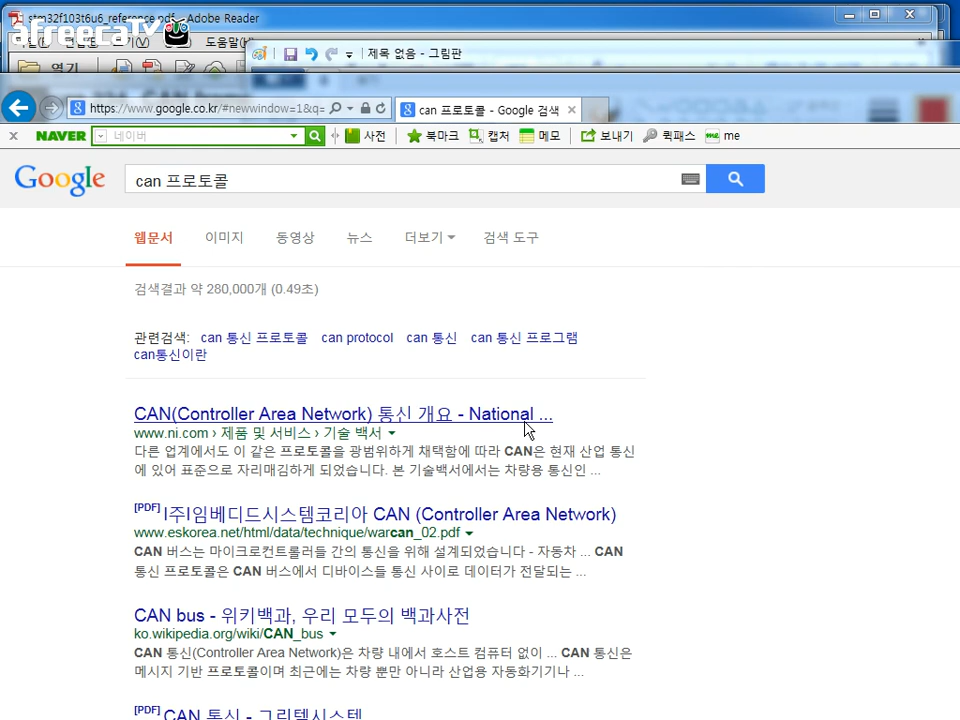 stm32f103t6u6_reference.pdf - Adobe Reader
afreecaTV
도움말(H)
열기
제목 없음 - 그림판
https://www.google.co.kr/#newwindow=1&q=
can 프로토콜 - Google 검색
NAVER 네이버 사전 북마크 캡처 메모 보내기 퀵패스 me me
Google can 프로토콜
웹문서 이미지 동영상 뉴스 더보기 검색 도구
검색결과 약 280,000개 (0.49초)
관련검색: can 통신 프로토콜 can protocol can 통신 can 통신 프로그램
can통신이란
CAN(Controller Area Network) 통신 개요 - National ...
www.ni.com › 제품 및 서비스 › 기술 백서
다른 업계에서도 이 같은 프로토콜을 광범위하게 채택함에 따라 CAN은 현재 산업 통신
에 있어 표준으로 자리매김하게 되었습니다. 본 기술백서에서는 차량용 통신인 ...
[PDF] |주|임베디드시스템코리아 CAN (Controller Area Network)
www.eskorea.net/html/data/technique/warcan_02.pdf
CAN 버스는 마이크로컨트롤러들 간의 통신을 위해 설계되었습니다 - 자동차 ... CAN
통신 프로토콜은 CAN 버스에서 디바이스들 통신 사이로 데이터가 전달되는 ...
CAN bus - 위키백과, 우리 모두의 백과사전
ko.wikipedia.org/wiki/CAN_bus
CAN 통신(Controller Area Network)은 차량 내에서 호스트 컴퓨터 없이 ... CAN 통신은
메시지 기반 프로토콜이며 최근에는 차량 뿐만 아니라 산업용 자동화기기나 ...
[PDF] CAN 통신 - 그리텍시스템